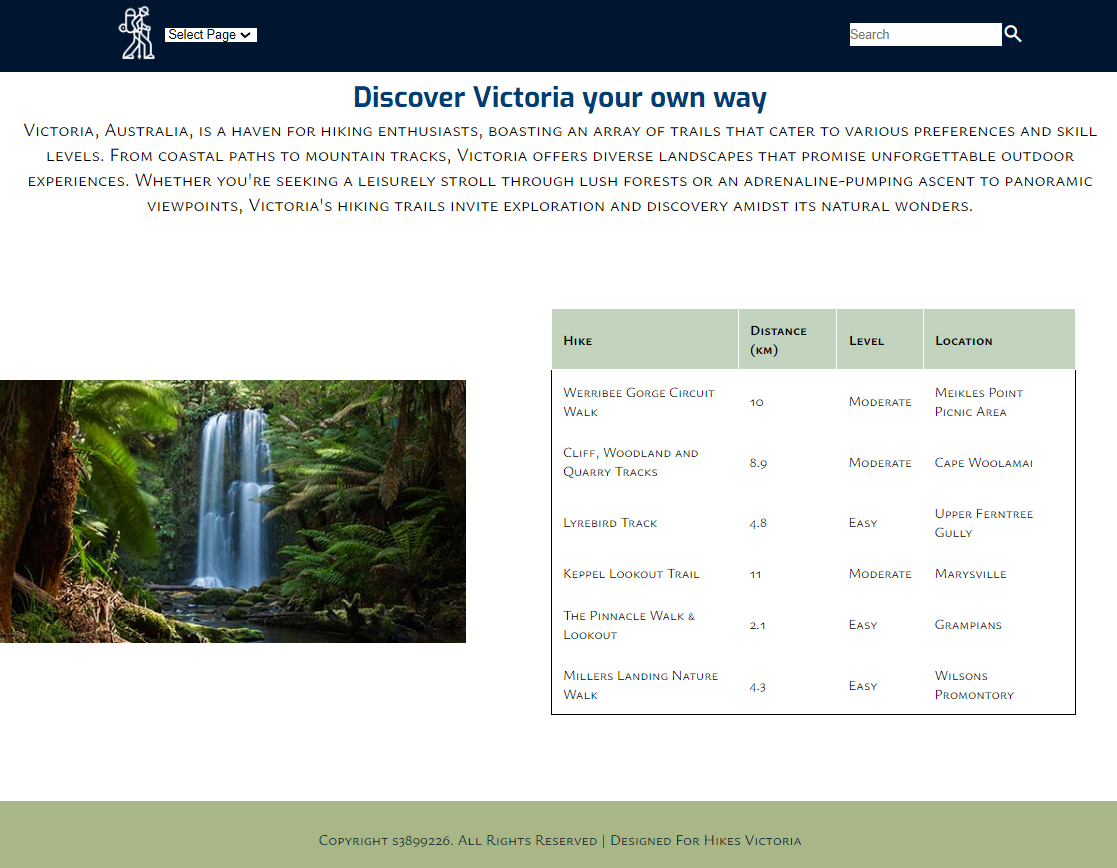 Select Page
Search
Discover Victoria your own way
Victoria, Australia, is a haven for hiking enthusiasts, boasting an array of trails that cater to various preferences and skill
levels. From coastal paths to mountain tracks, Victoria offers diverse landscapes that promise unforgettable outdoor
experiences. Whether you're seeking a leisurely stroll through lush forests or an adrenaline-pumping ascent to panoramic
viewpoints, Victoria's hiking trails invite exploration and discovery amidst its natural wonders.
Hike Distance (km) Level Location
Werribee Gorge Circuit Walk 10 Moderate Meikles Point Picnic Area
Cliff, Woodland and Quarry Tracks 8.9 Moderate Cape Woolamai
Lyrebird Track 4.8 Easy Upper Ferntree Gully
Keppel Lookout Trail 11 Moderate Marysville
The Pinnacle Walk & Lookout 2.1 Easy Grampians
Millers Landing Nature Walk 4.3 Easy Wilsons Promontory
Copyright s3899226. All Rights Reserved | Designed For Hikes Victoria